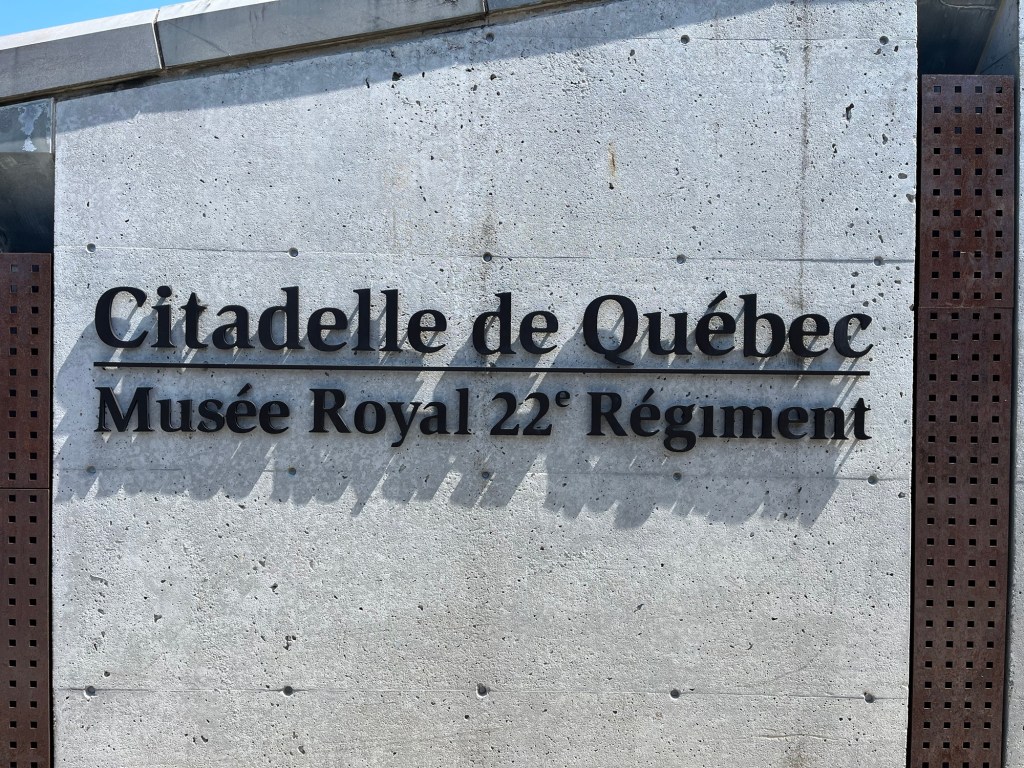 Citadelle de Québec
Musée Royal 22e Régiment